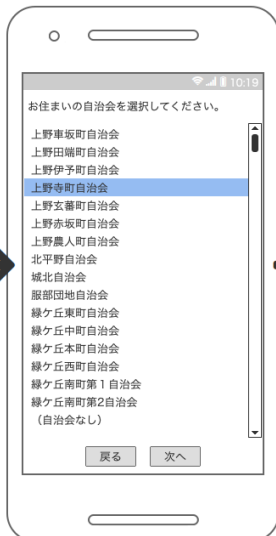 10:19
お住まいの自治会を選択してください。
上野車坂町自治会
上野田端町自治会
上野伊予町自治会
上野寺町自治会
上野玄蕃町自治会
上野赤坂町自治会
上野農人町自治会
北平野自治会
城北自治会
服部団地自治会
緑ケ丘東町自治会
緑ケ丘中町自治会
緑ケ丘本町自治会
緑ケ丘西町自治会
緑ケ丘南町第１自治会
緑ケ丘南町第2自治会
（自治会なし）
戻る 次へ